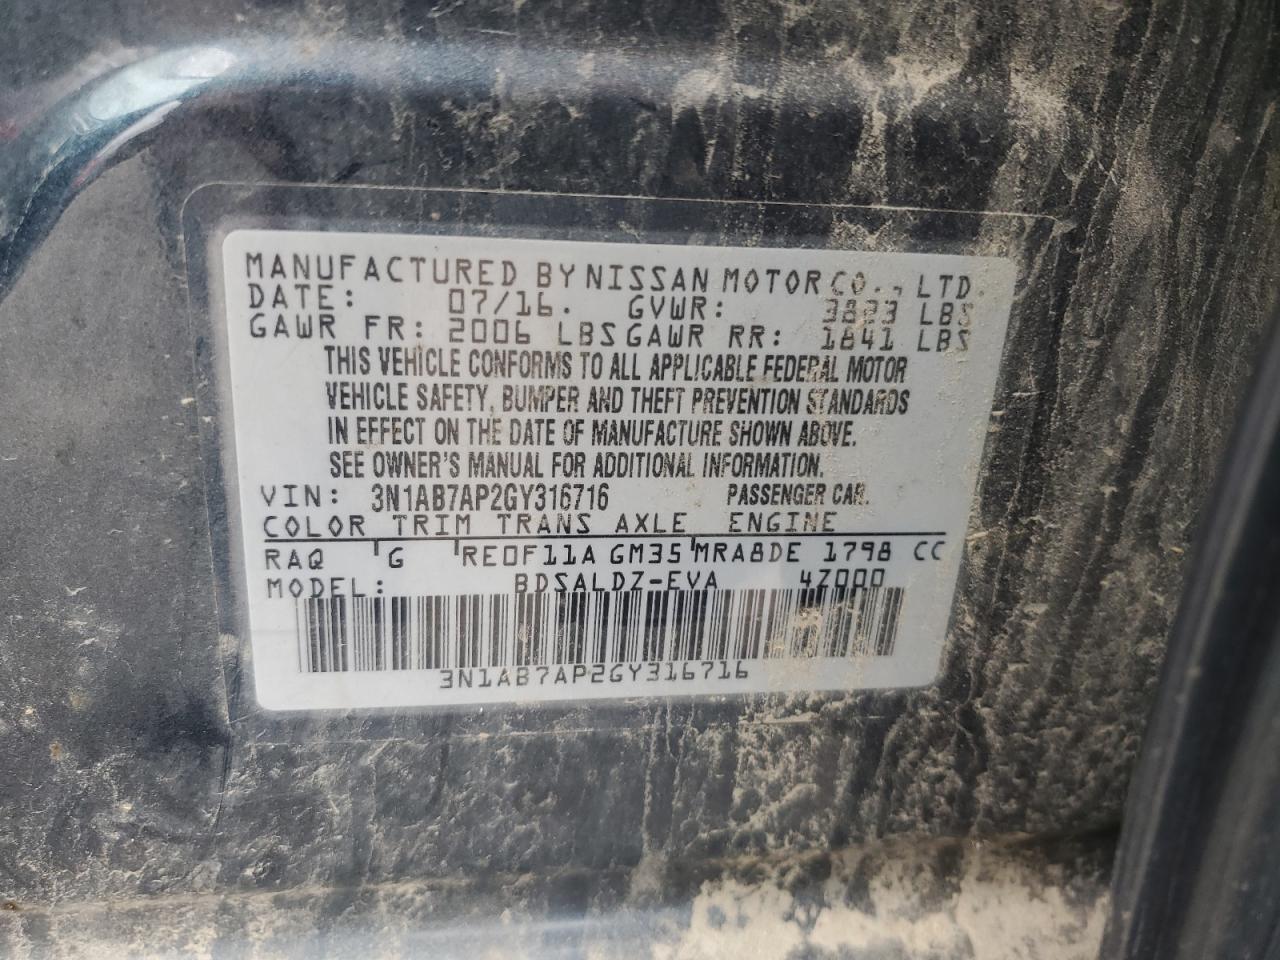 MANUFACTURED BY NISSAN MOTOR CO., LTD.
DATE: 07/16. GVWR: 3823 LBS
GAWR FR: 2006 LBS GAWR RR: 1841 LBS
THIS VEHICLE CONFORMS TO ALL APPLICABLE FEDERAL MOTOR
VEHICLE SAFETY, BUMPER AND THEFT PREVENTION STANDARDS
IN EFFECT ON THE DATE OF MANUFACTURE SHOWN ABOVE.
SEE OWNER'S MANUAL FOR ADDITIONAL INFORMATION.
VIN: 3N1AB7AP2GY316716 PASSENGER CAR.
COLOR TRIM TRANS AXLE ENGINE
RAQ G RE0F11A GM35 MRA8DE 1798 CC
MODEL: BDSALDZ-EVA 4Z000
3N1AB7AP2GY316716